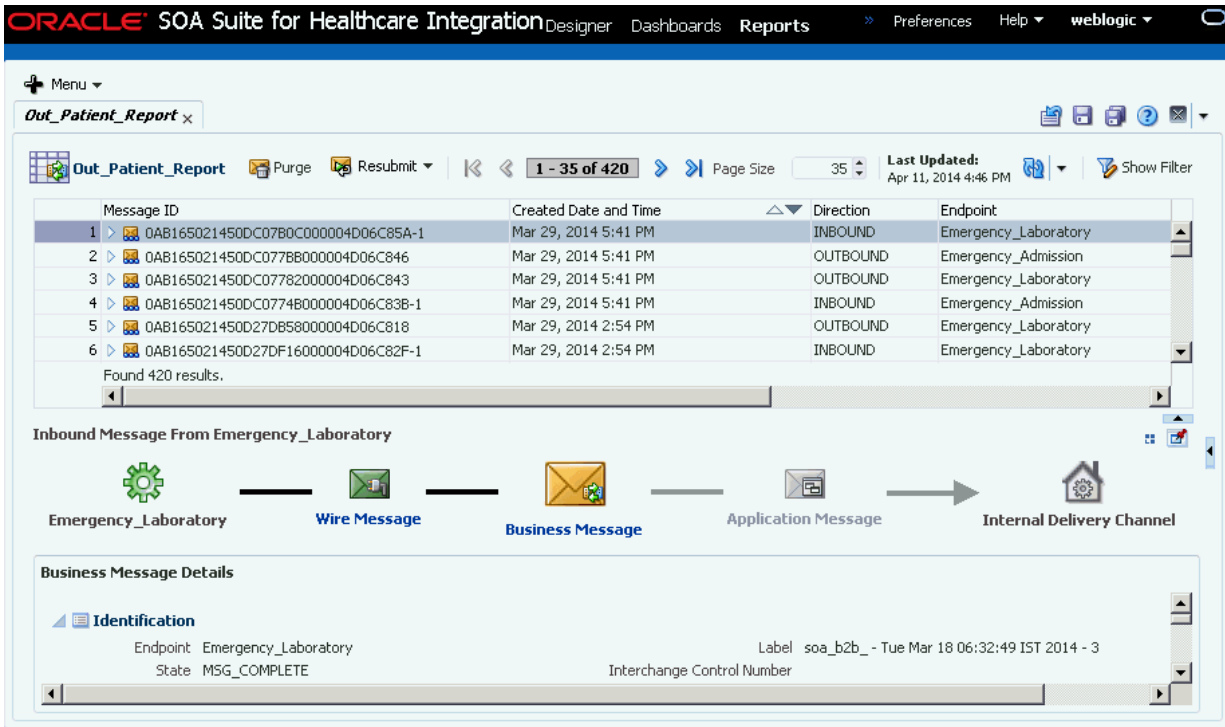 ORACLE® SOA Suite for Healthcare Integration Designer Dashboards Reports » Preferences Help weblogic
Menu
Out_Patient_Report x
Out_Patient_Report Purge Resubmit 1 - 35 of 420 Page Size 35 Last Updated: Apr 11, 2014 4:46 PM Show Filter
Message ID Created Date and Time Direction Endpoint
1 0AB165021450DC07B0C000004D06C85A-1 Mar 29, 2014 5:41 PM INBOUND Emergency_Laboratory
2 0AB165021450DC077BB000004D06C846 Mar 29, 2014 5:41 PM OUTBOUND Emergency_Admission
3 0AB165021450DC07782000004D06C843 Mar 29, 2014 5:41 PM OUTBOUND Emergency_Laboratory
4 0AB165021450DC0774B000004D06C83B-1 Mar 29, 2014 5:41 PM INBOUND Emergency_Admission
5 0AB165021450D27DB58000004D06C818 Mar 29, 2014 2:54 PM OUTBOUND Emergency_Laboratory
6 0AB165021450D27DF16000004D06C82F-1 Mar 29, 2014 2:54 PM INBOUND Emergency_Laboratory
Found 420 results.
Inbound Message From Emergency_Laboratory
Emergency_Laboratory Wire Message Business Message Application Message Internal Delivery Channel
Business Message Details
Identification
Endpoint Emergency_Laboratory Label soa_b2b_ - Tue Mar 18 06:32:49 IST 2014 - 3
State MSG_COMPLETE Interchange Control Number